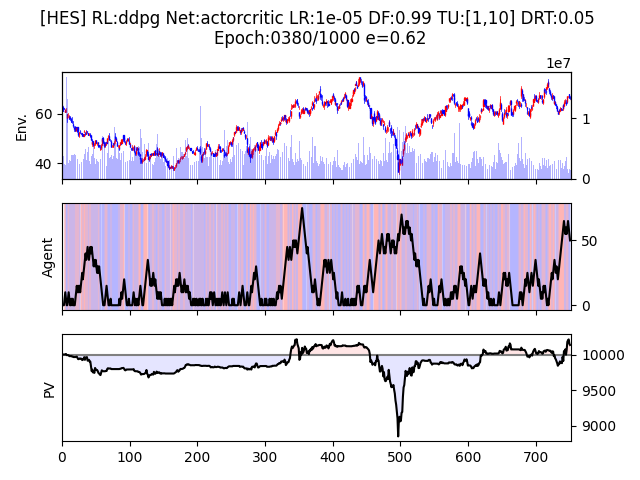 [HES] RL:ddpg Net:actorcritic LR:1e-05 DF:0.99 TU:[1,10] DRT:0.05
Epoch:0380/1000 e=0.62
1e7
Env.
60
40
1
0
Agent
50
0
PV
10000
9500
9000
0 100 200 300 400 500 600 700